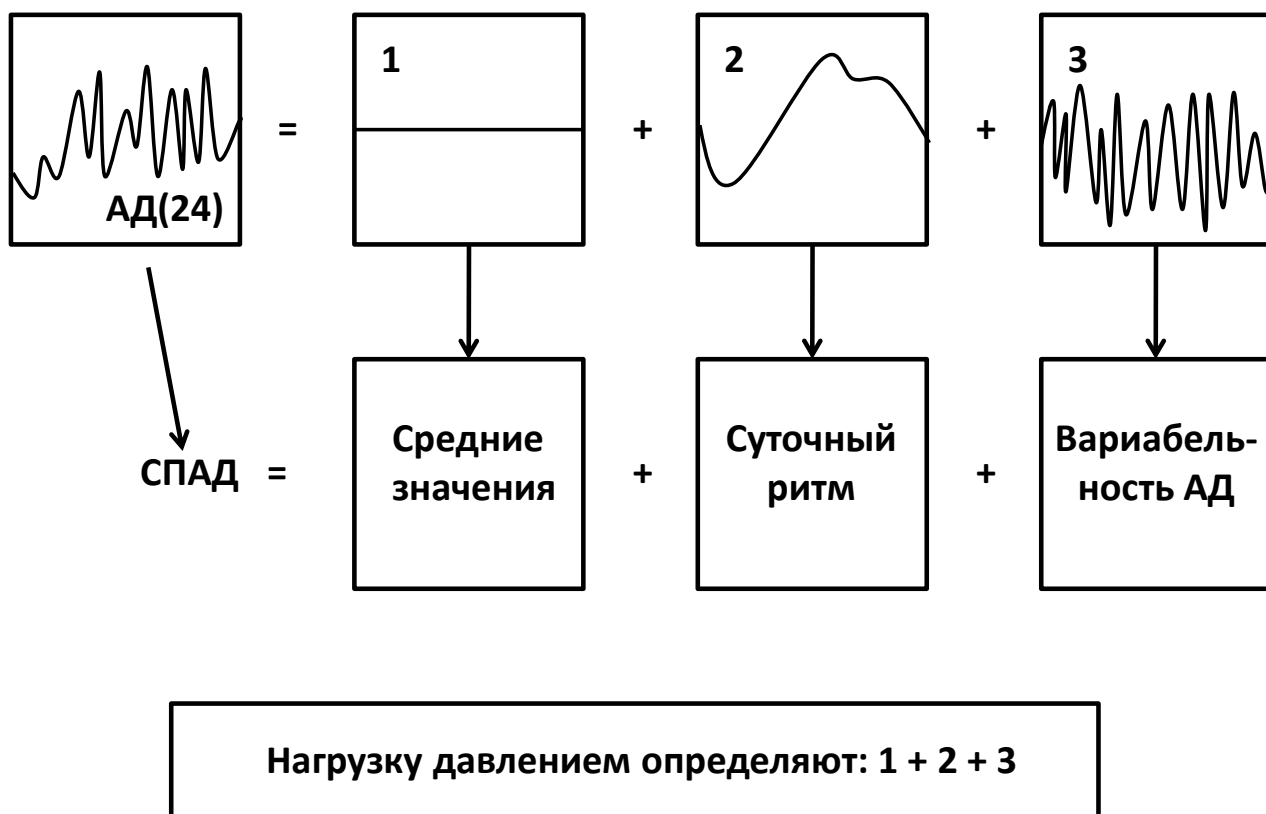 1
2
3
АД(24)
=
+
+
СПАД =
Средние
значения
+
Суточный
ритм
+
Вариабель-
ность АД
Нагрузку давлением определяют: 1 + 2 + 3